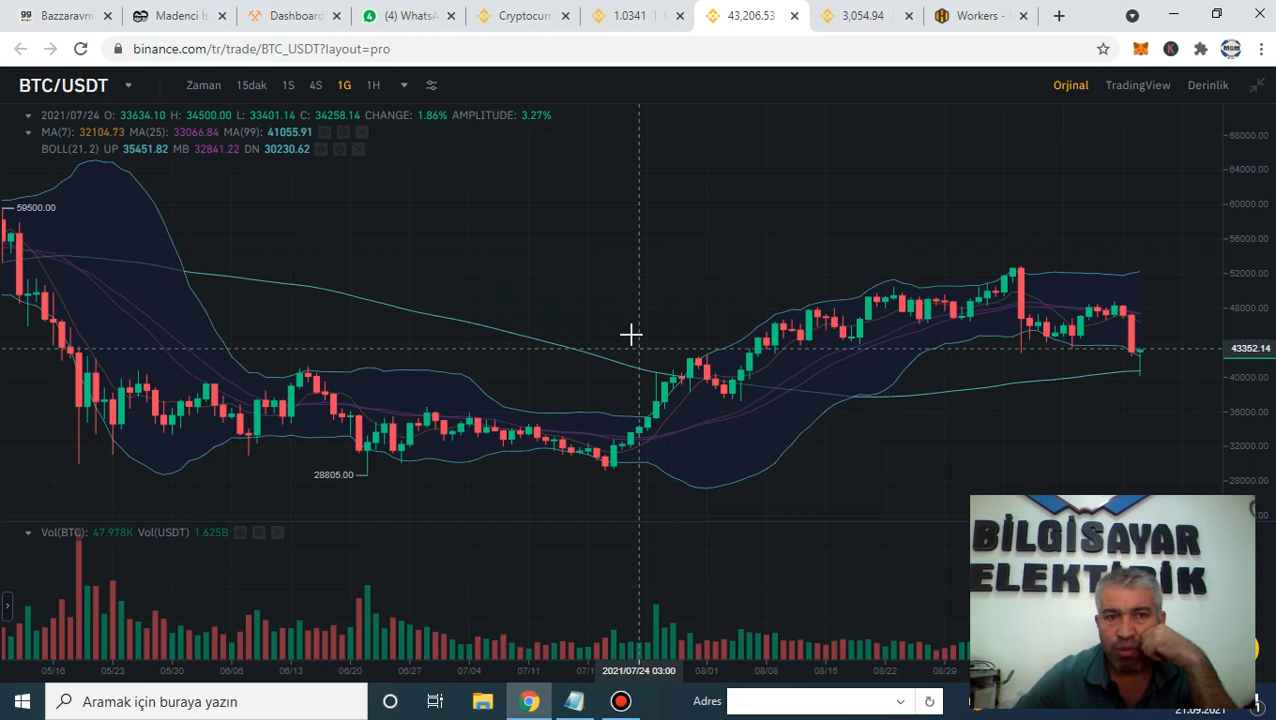 Bazzaravm
Madenci İs
Dashboard
(4) WhatsA
Cryptocurr
1.0341
43,206.53
3,054.94
Workers -
binance.com/tr/trade/BTC_USDT?layout=pro
BTC/USDT
Zaman 15dak 1S 4S 1G 1H
Orjinal TradingView Derinlik
2021/07/24 O: 33634.10 H: 34500.00 L: 33401.14 C: 34258.14 CHANGE: 1.86% AMPLITUDE: 3.27%
MA(7): 32104.73 MA(25): 33066.84 MA(99): 41055.91
BOLL(21, 2) UP 35451.82 MB 32841.22 DN 30230.62
68000.00
64000.00
60000.00
56000.00
52000.00
48000.00
43352.14
40000.00
36000.00
32000.00
28000.00
59500.00
28805.00
Vol(BTC): 47.978K Vol(USDT) 1.625B
05/16 05/23 05/30 06/06 06/13 06/20 06/27 07/04 07/11 2021/07/24 03:00 08/01 08/08 08/15 08/22 08/29
BİLGİSAYAR
ELEKTİRİK
Aramak için buraya yazın
Adres
21.09.2021